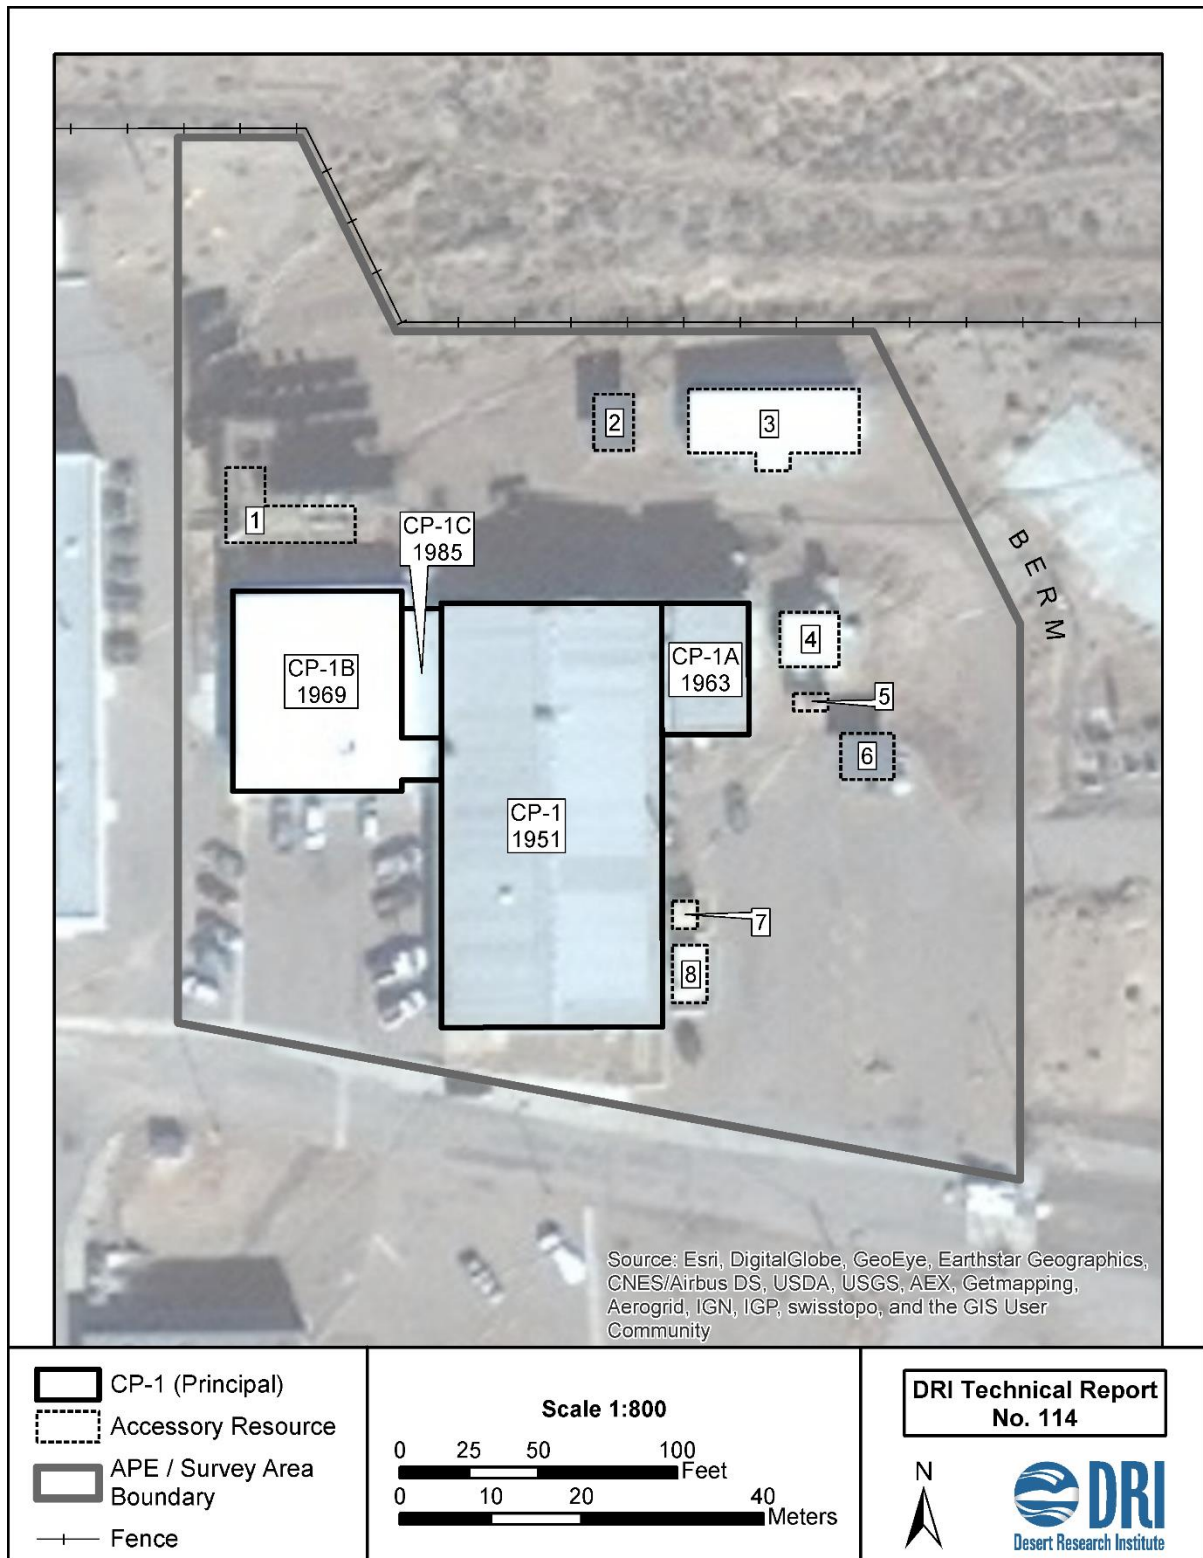 2
3
1
CP-1C
1985
BERM
CP-1B
1969
CP-1A
1963
4
5
6
CP-1
1951
7
8
Source: Esri, DigitalGlobe, GeoEye, Earthstar Geographics,
CNES/Airbus DS, USDA, USGS, AEX, Getmapping,
Aerogrid, IGN, IGP, swisstopo, and the GIS User
Community
CP-1 (Principal)
Accessory Resource
APE / Survey Area
Boundary
Fence
Scale 1:800
0 25 50 100
Feet
0 10 20 40
Meters
DRI Technical Report
No. 114
N
DRI
Desert Research Institute